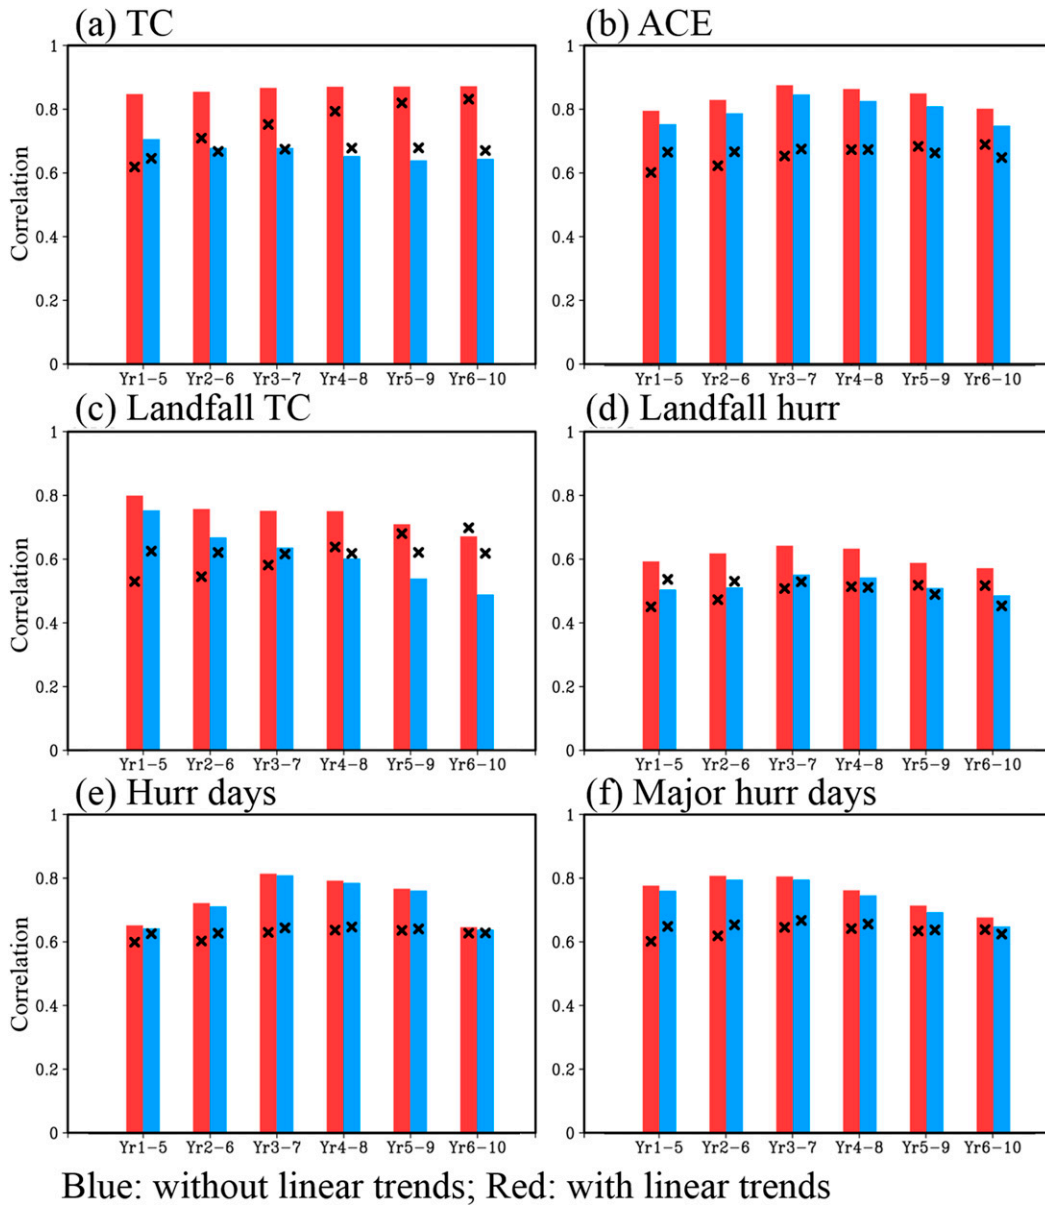 (a) TC
(b) ACE
1
0.8
0.6
0.4
0.2
0
Correlation
Yr1-5 Yr2-6 Yr3-7 Yr4-8 Yr5-9 Yr6-10
1
0.8
0.6
0.4
0.2
0
Yr1-5 Yr2-6 Yr3-7 Yr4-8 Yr5-9 Yr6-10
(c) Landfall TC
(d) Landfall hurr
1
0.8
0.6
0.4
0.2
0
Correlation
Yr1-5 Yr2-6 Yr3-7 Yr4-8 Yr5-9 Yr6-10
1
0.8
0.6
0.4
0.2
0
Yr1-5 Yr2-6 Yr3-7 Yr4-8 Yr5-9 Yr6-10
(e) Hurr days
(f) Major hurr days
1
0.8
0.6
0.4
0.2
0
Correlation
Yr1-5 Yr2-6 Yr3-7 Yr4-8 Yr5-9 Yr6-10
1
0.8
0.6
0.4
0.2
0
Yr1-5 Yr2-6 Yr3-7 Yr4-8 Yr5-9 Yr6-10
Blue: without linear trends; Red: with linear trends